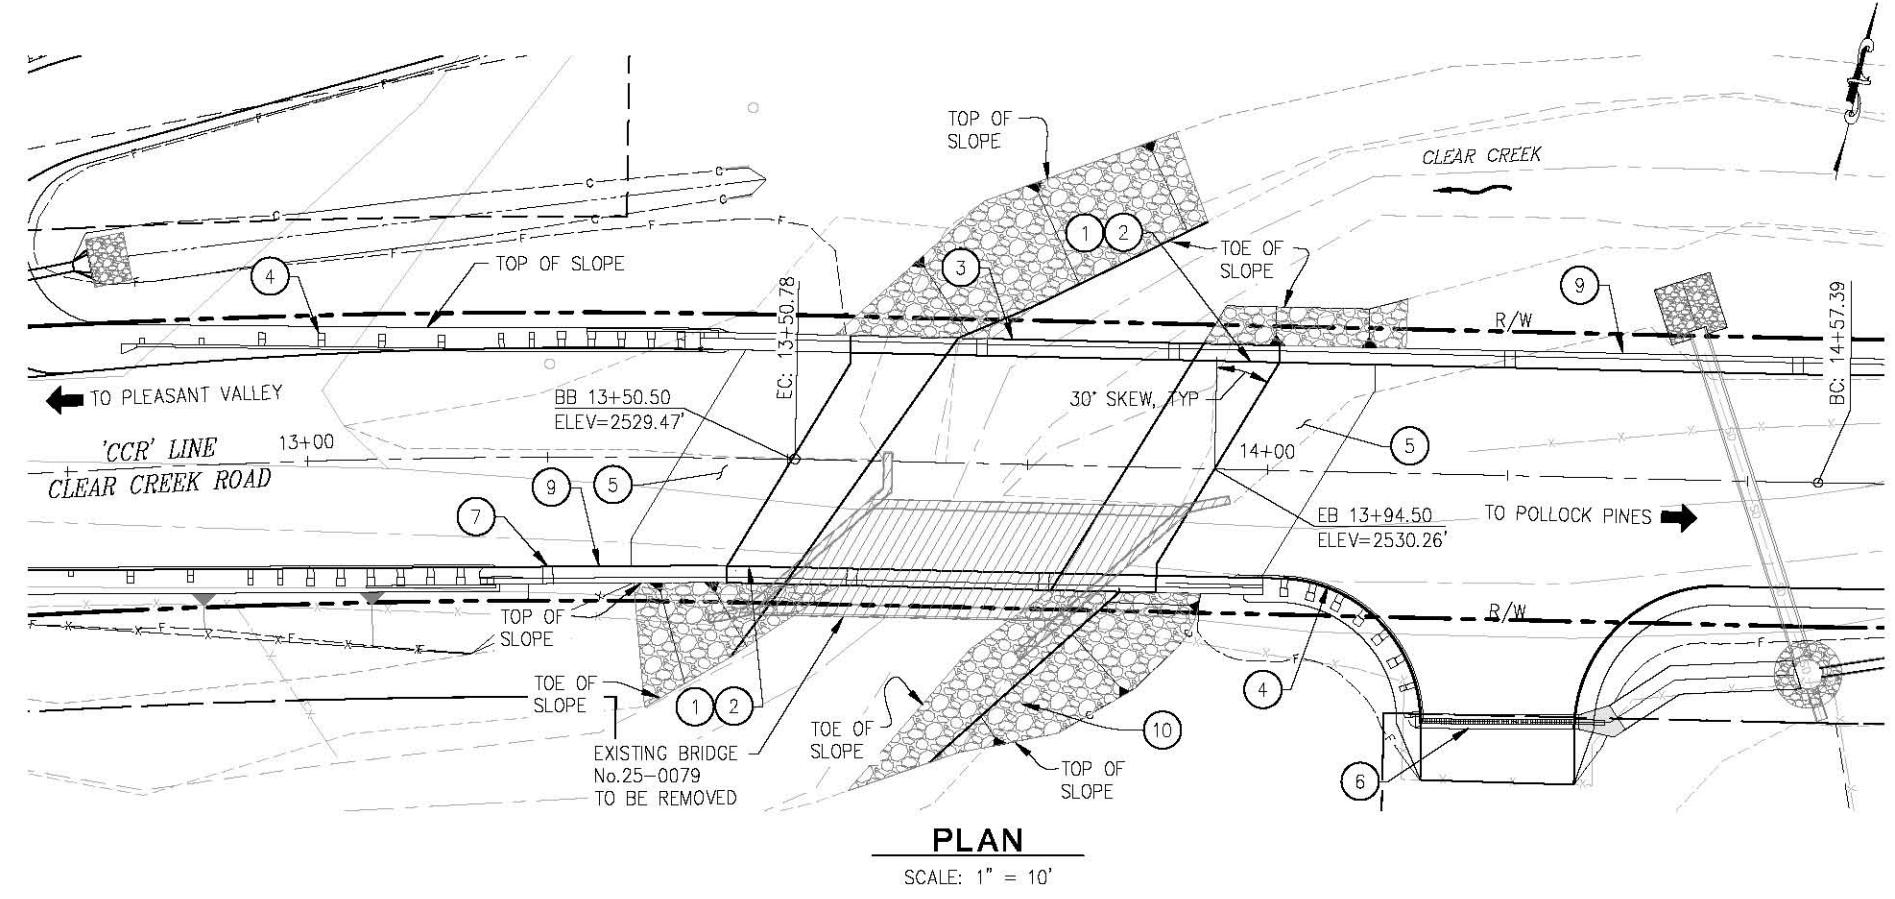 TOP OF
SLOPE
CLEAR CREEK
1 2
TOE OF
SLOPE
TOP OF SLOPE
4
3
9
R/W
EC: 13+50.78
BC: 14+57.39
TO PLEASANT VALLEY
BB 13+50.50
ELEV=2529.47'
30° SKEW, TYP
'CCR' LINE
13+00
14+00
5
CLEAR CREEK ROAD
9
5
7
EB 13+94.50
ELEV=2530.26'
TO POLLOCK PINES
R/W
TOP OF
SLOPE
TOE OF
SLOPE
1 2
4
TOE OF
SLOPE
10
EXISTING BRIDGE
No.25-0079
TO BE REMOVED
TOP OF
SLOPE
6
PLAN
SCALE: 1" = 10'